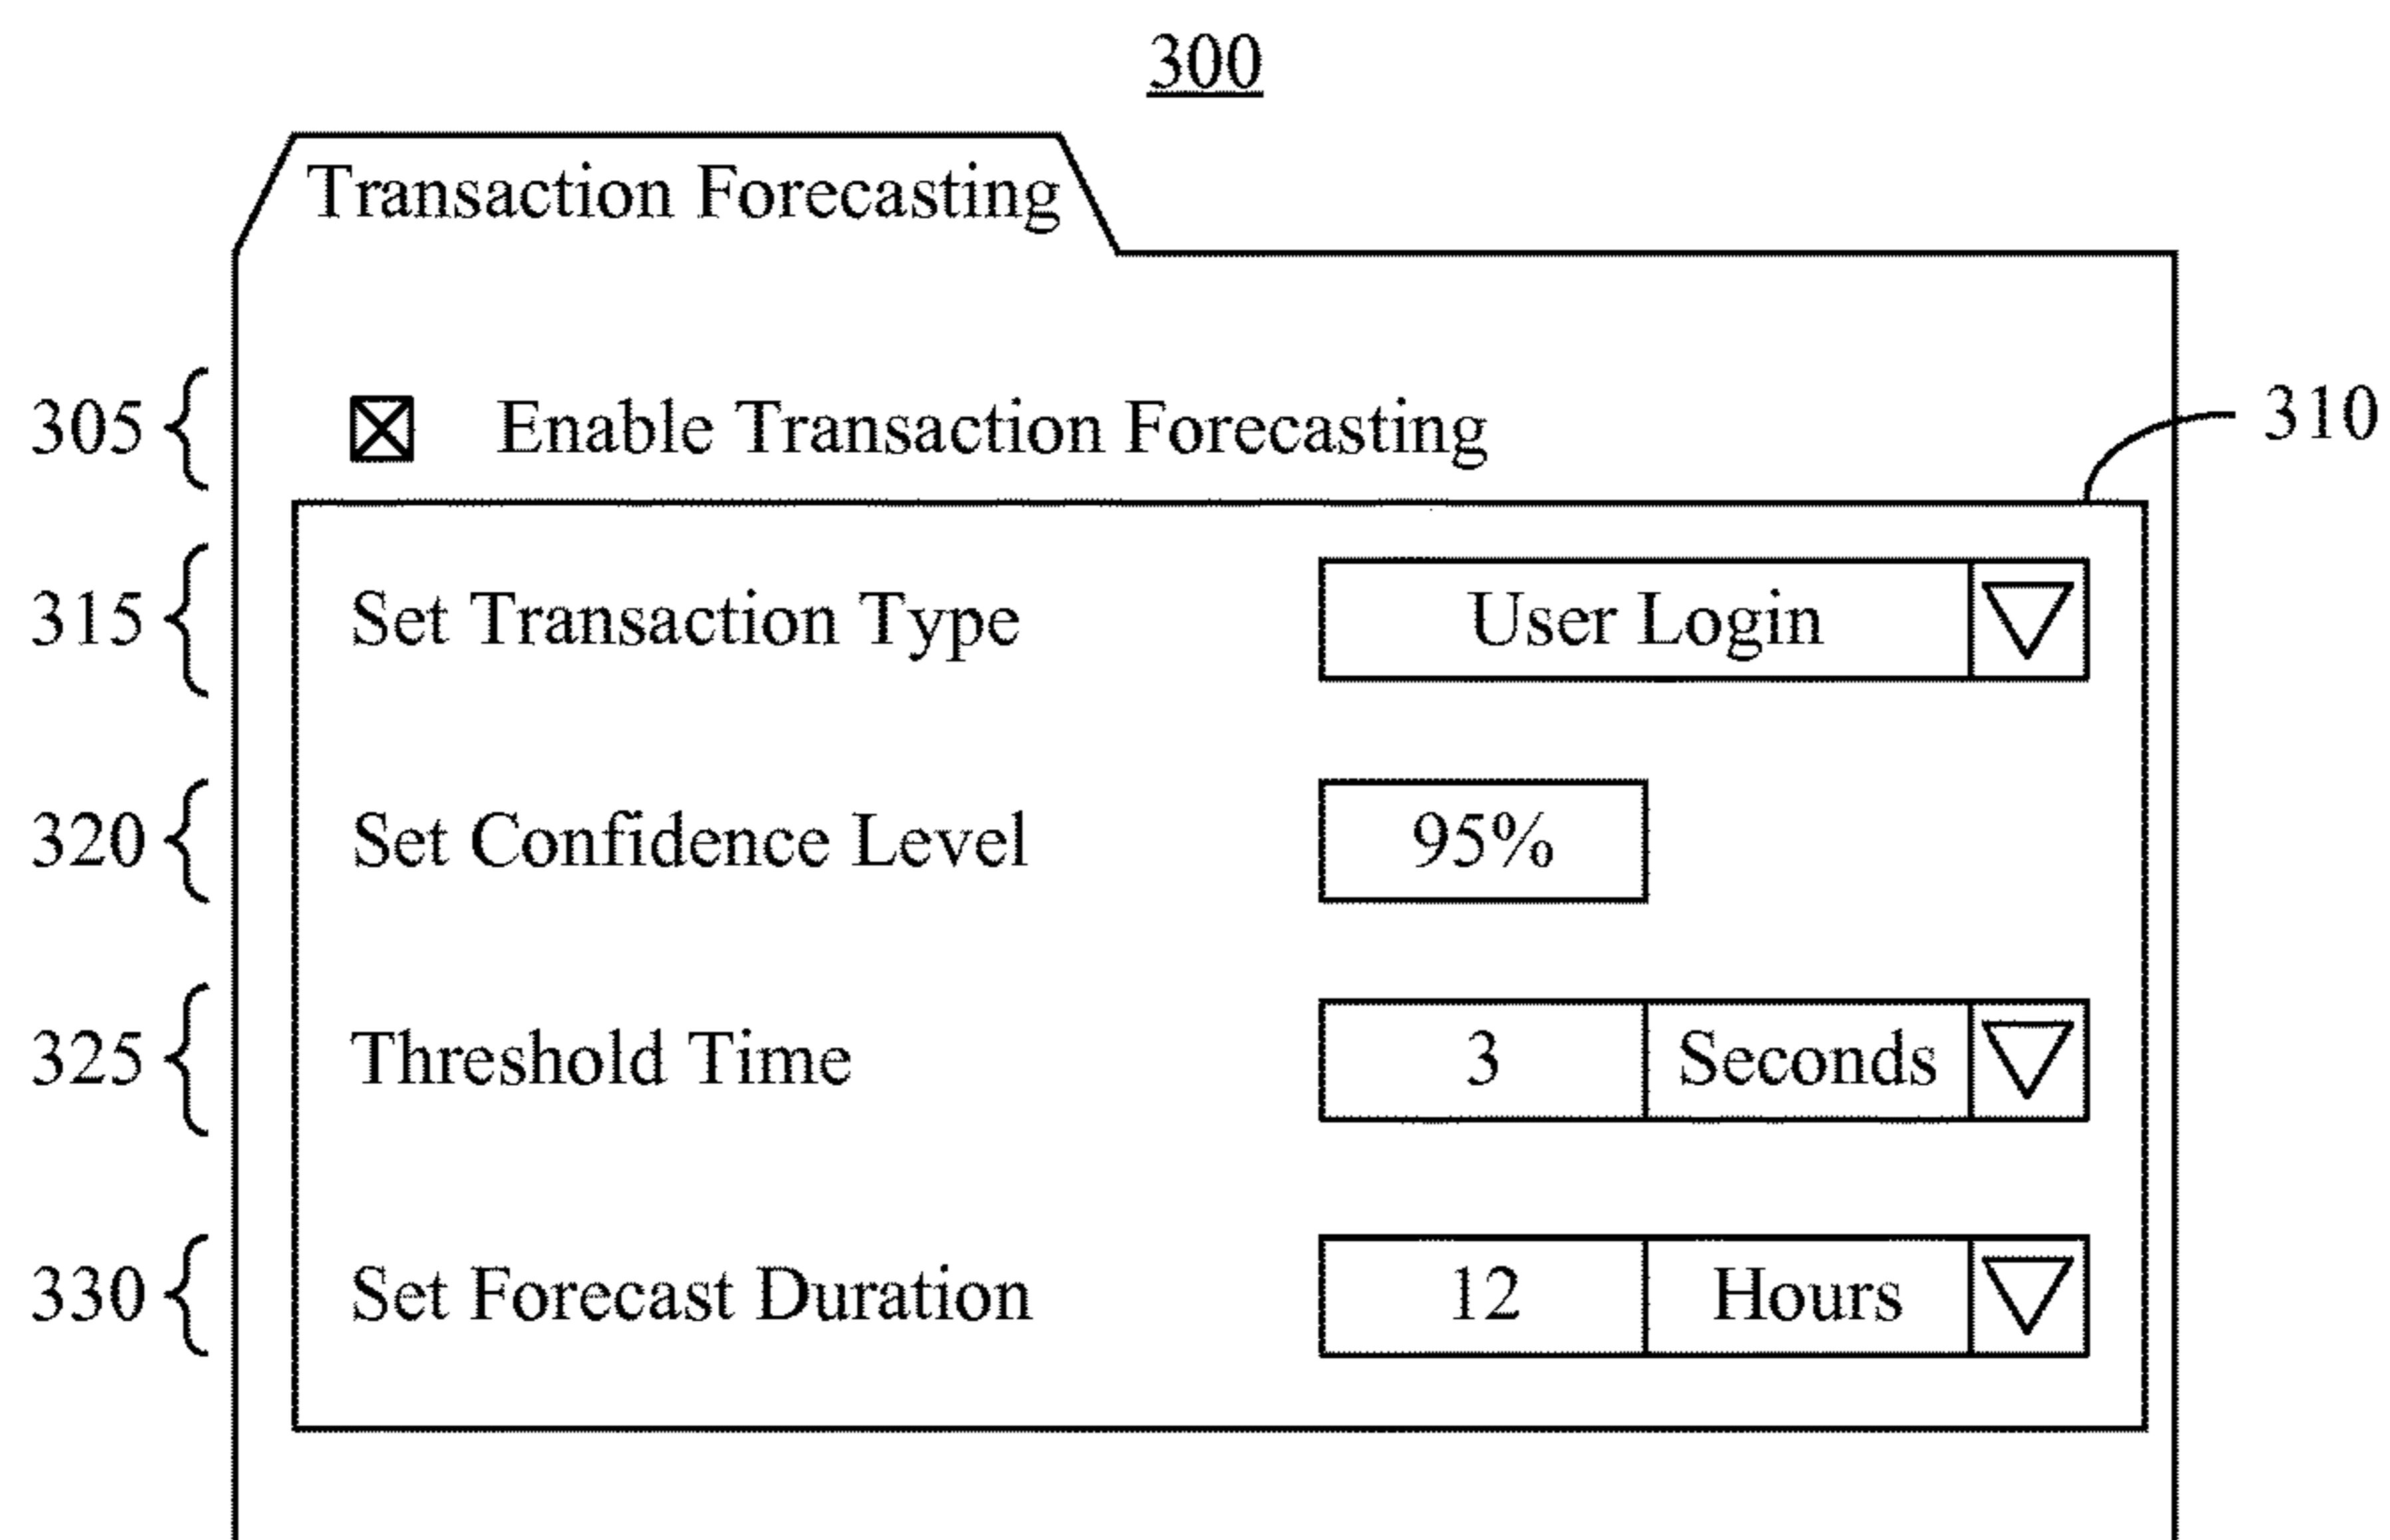 300
Transaction Forecasting
305 Enable Transaction Forecasting 310
315 Set Transaction Type User Login
320 Set Confidence Level 95%
325 Threshold Time 3 Seconds
330 Set Forecast Duration 12 Hours